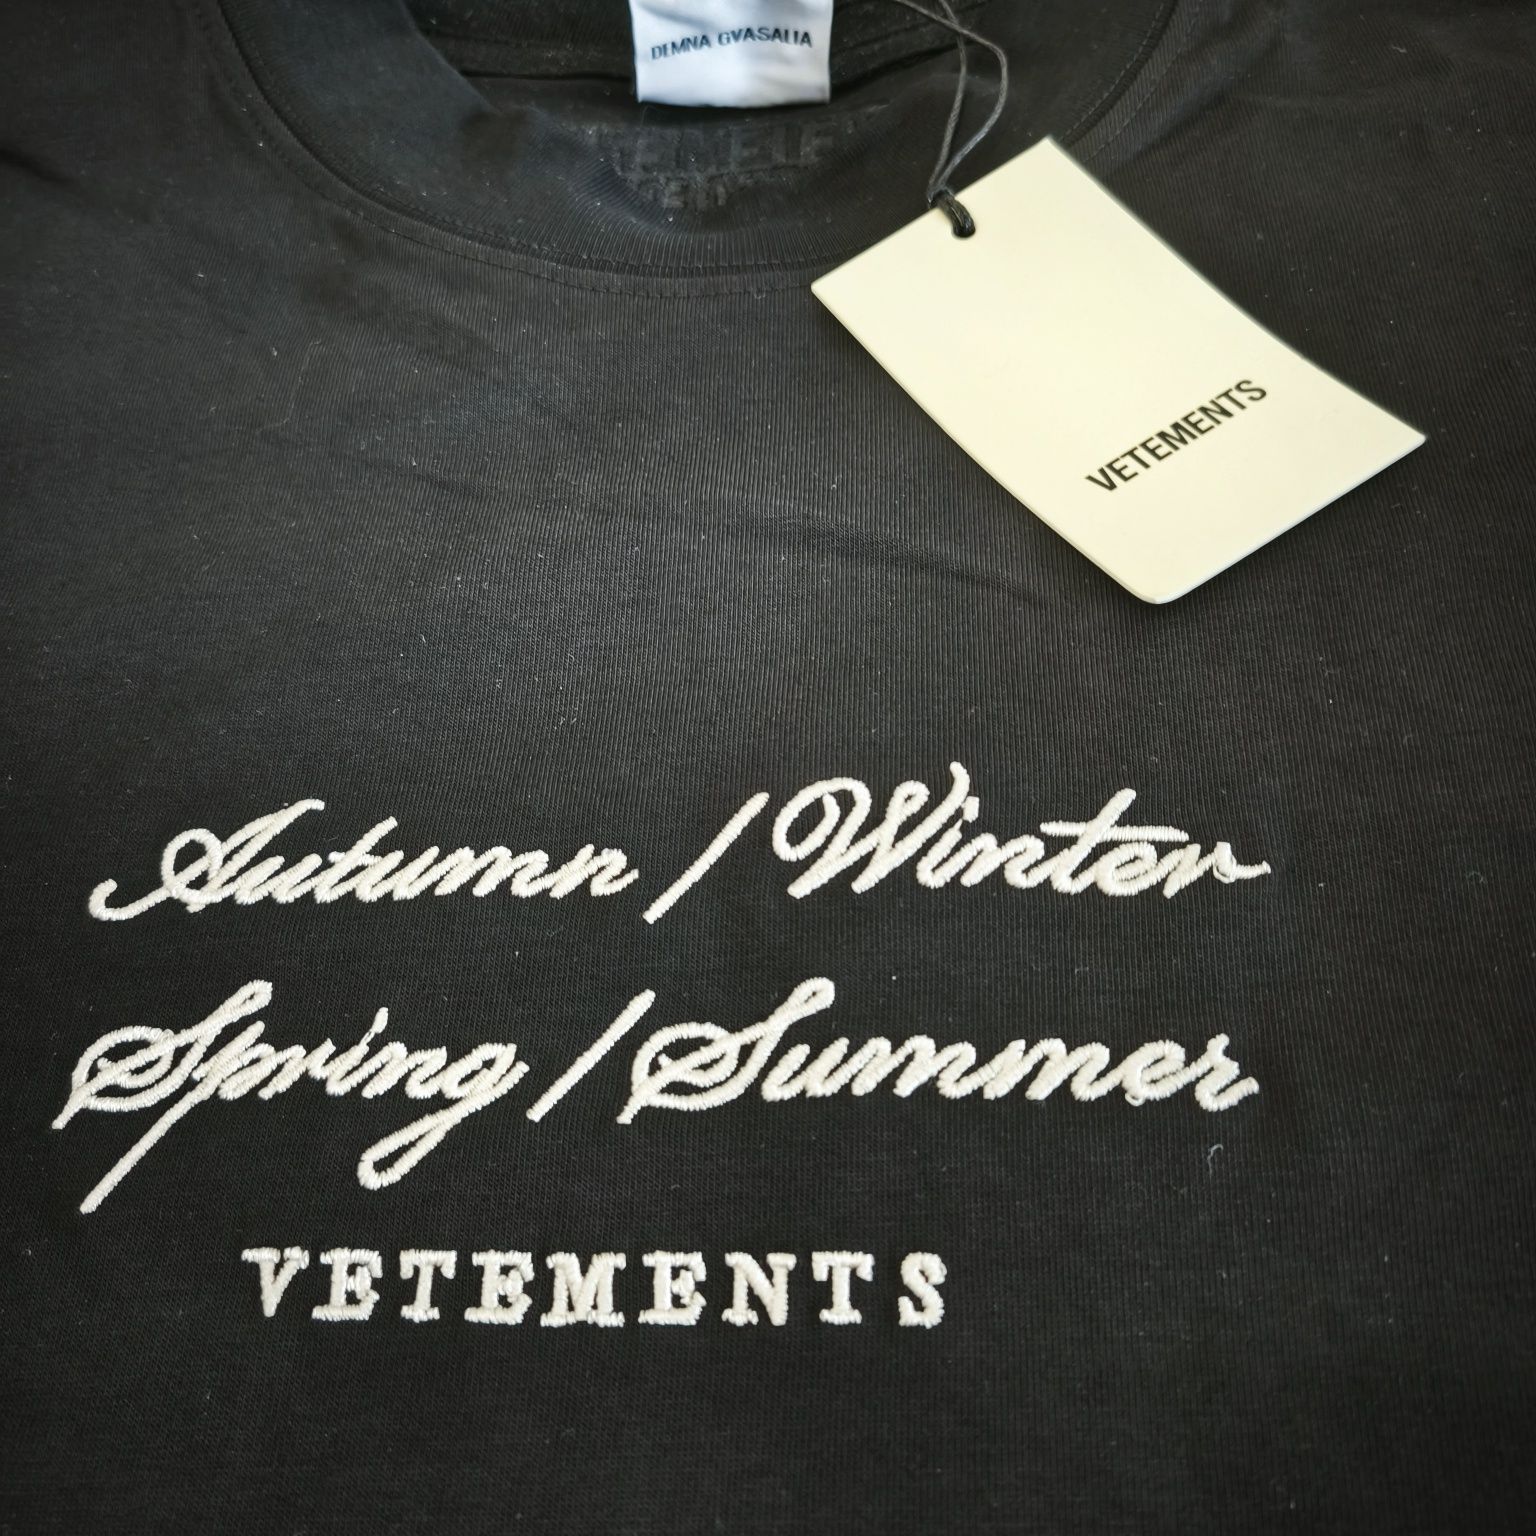 DEMNA GVASALIA
VETEMENTS
Autumn / Winter
Spring / Summer
VETEMENTS